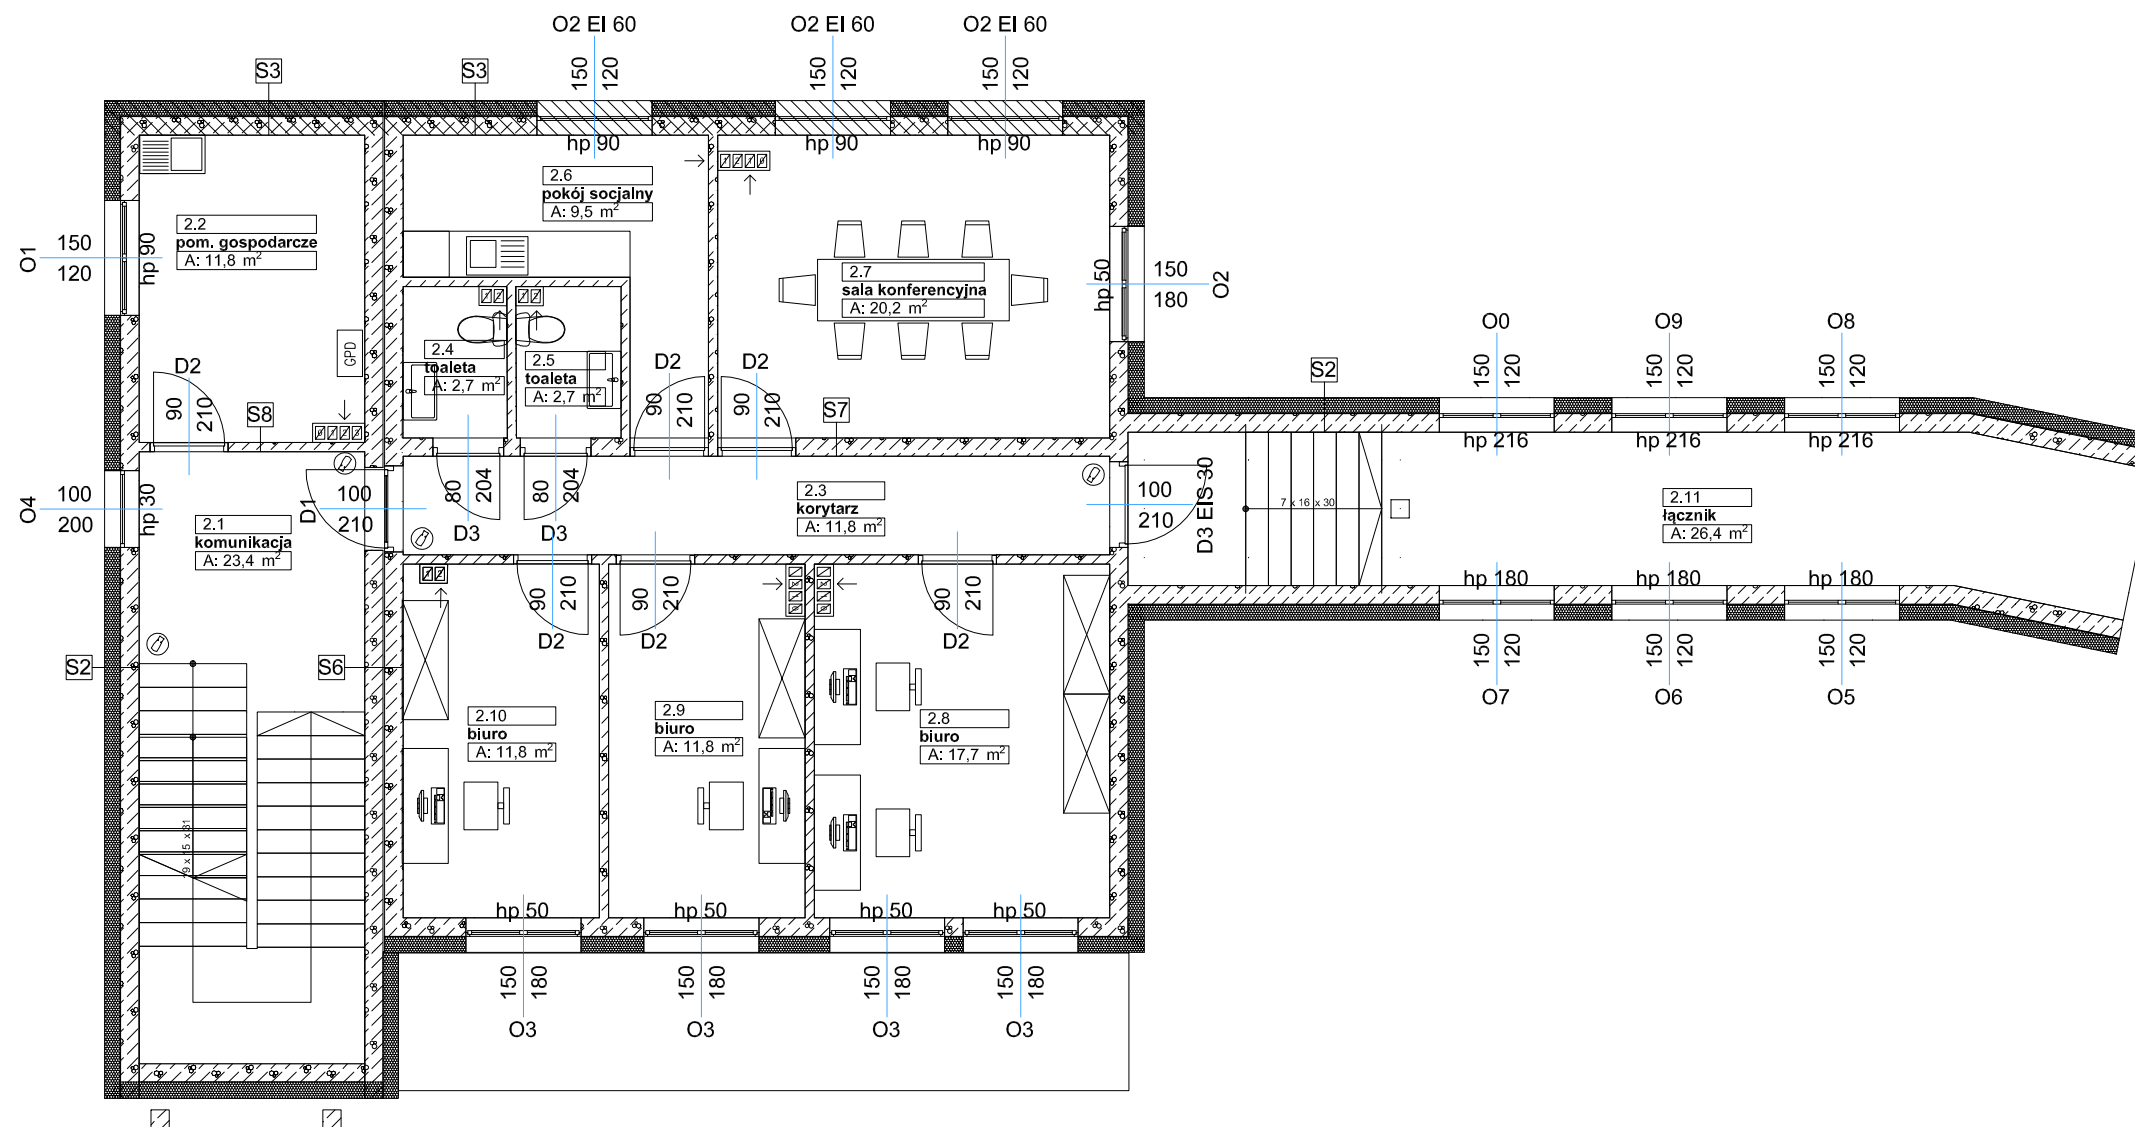 O2 EI 60
O2 EI 60
O2 EI 60
150
120
150
120
150
120
S3
S3
hp 90
hp 90
hp 90
2.2
pom. gospodarcze
A: 11,8 m²
2.6
pokój socjalny
A: 9,5 m²
2.7
sala konferencyjna
A: 20,2 m²
O1
150
120
hp 90
hp 50
150
180
O2
GPD
2.4
toaleta
A: 2,7 m²
2.5
toaleta
A: 2,7 m²
D2
90
210
S8
D2
90
210
D2
90
210
S7
O0
O9
O8
150
120
150
120
150
120
S2
hp 216
hp 216
hp 216
O4
100
200
hp 30
2.1
komunikacja
A: 23,4 m²
D1
100
210
80
204
D3
80
204
D3
2.3
korytarz
A: 11,8 m²
100
210
D3 EIS 30
7 x 16 x 30
2.11
łącznik
A: 26,4 m²
hp 180
hp 180
hp 180
150
120
150
120
150
120
O7
O6
O5
90
210
D2
90
210
D2
90
210
D2
S2
S6
2.10
biuro
A: 11,8 m²
2.9
biuro
A: 11,8 m²
2.8
biuro
A: 17,7 m²
19 x 15 x 31
hp 50
hp 50
hp 50
hp 50
150
180
150
180
150
180
150
180
O3
O3
O3
O3